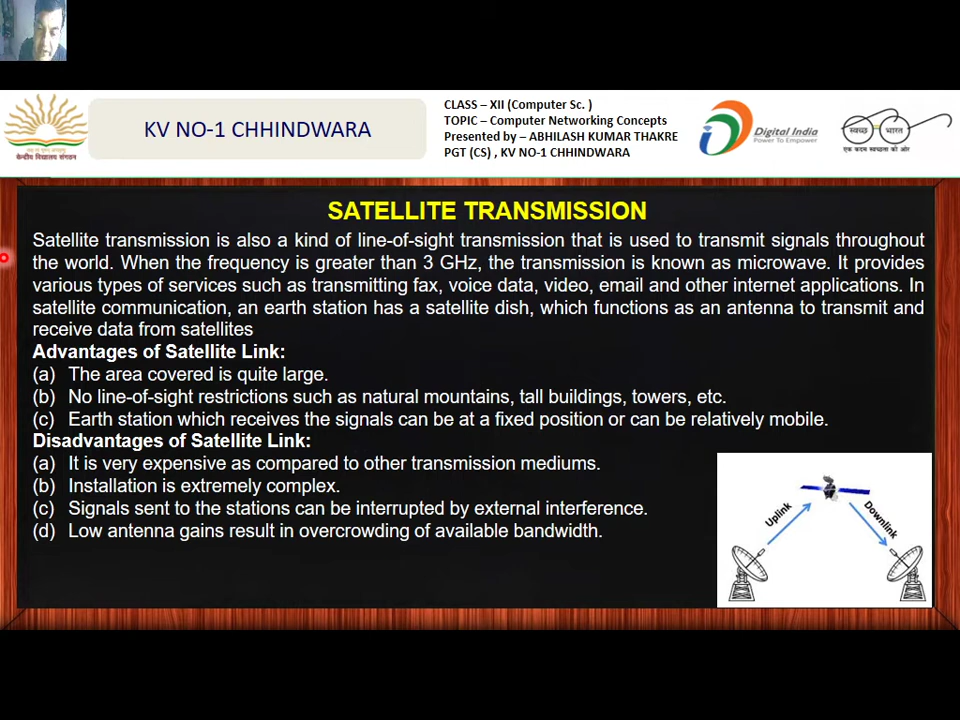 KV NO-1 CHHINDWARA
केन्द्रीय विद्यालय संगठन
CLASS – XII (Computer Sc. )
TOPIC – Computer Networking Concepts
Presented by – ABHILASH KUMAR THAKRE
PGT (CS) , KV NO-1 CHHINDWARA
Digital India
Power To Empower
स्वच्छ भारत
एक कदम स्वच्छता की ओर
SATELLITE TRANSMISSION
Satellite transmission is also a kind of line-of-sight transmission that is used to transmit signals throughout
the world. When the frequency is greater than 3 GHz, the transmission is known as microwave. It provides
various types of services such as transmitting fax, voice data, video, email and other internet applications. In
satellite communication, an earth station has a satellite dish, which functions as an antenna to transmit and
receive data from satellites
Advantages of Satellite Link:
(a) The area covered is quite large.
(b) No line-of-sight restrictions such as natural mountains, tall buildings, towers, etc.
(c) Earth station which receives the signals can be at a fixed position or can be relatively mobile.
Disadvantages of Satellite Link:
(a) It is very expensive as compared to other transmission mediums.
(b) Installation is extremely complex.
(c) Signals sent to the stations can be interrupted by external interference.
(d) Low antenna gains result in overcrowding of available bandwidth.
Uplink
Downlink